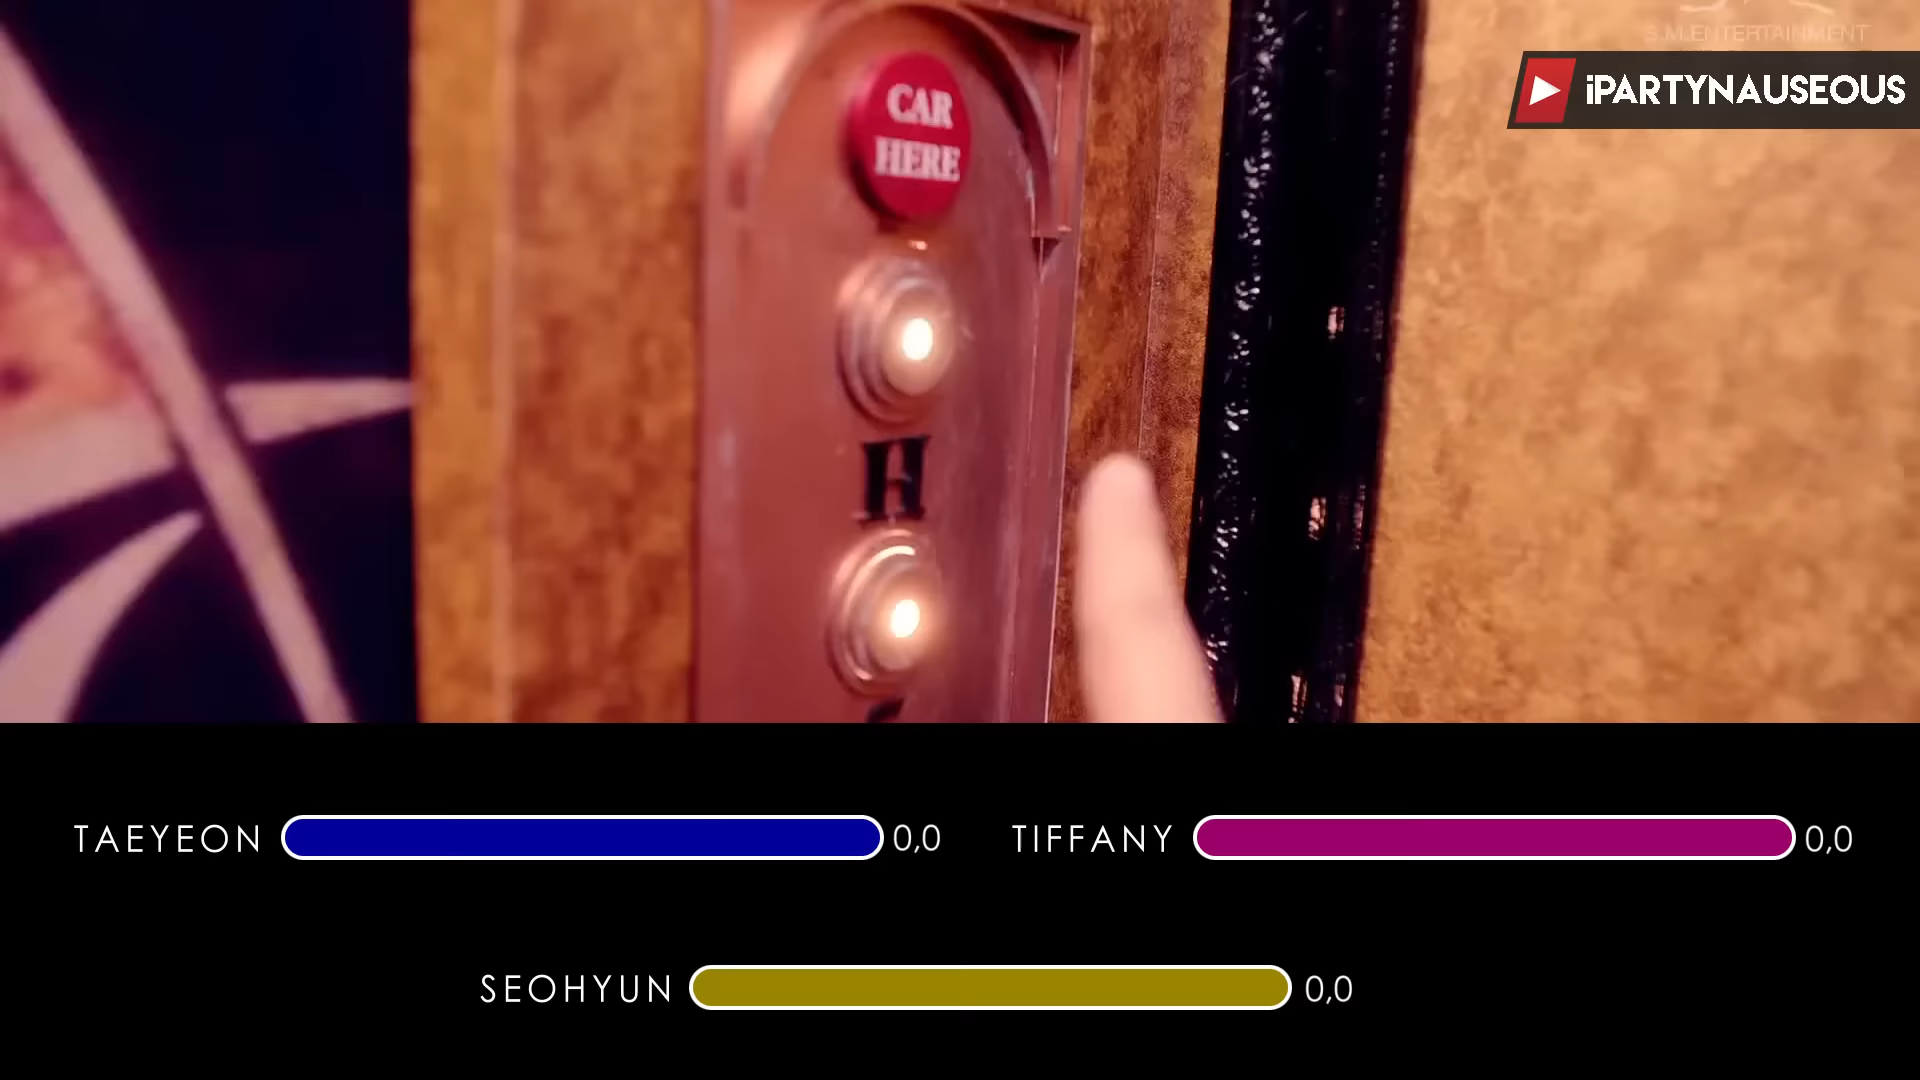 S.M.ENTERTAINMENT
iPARTYNAUSEOUS
CAR
HERE
H
TAEYEON 0,0
TIFFANY 0,0
SEOHYUN 0,0